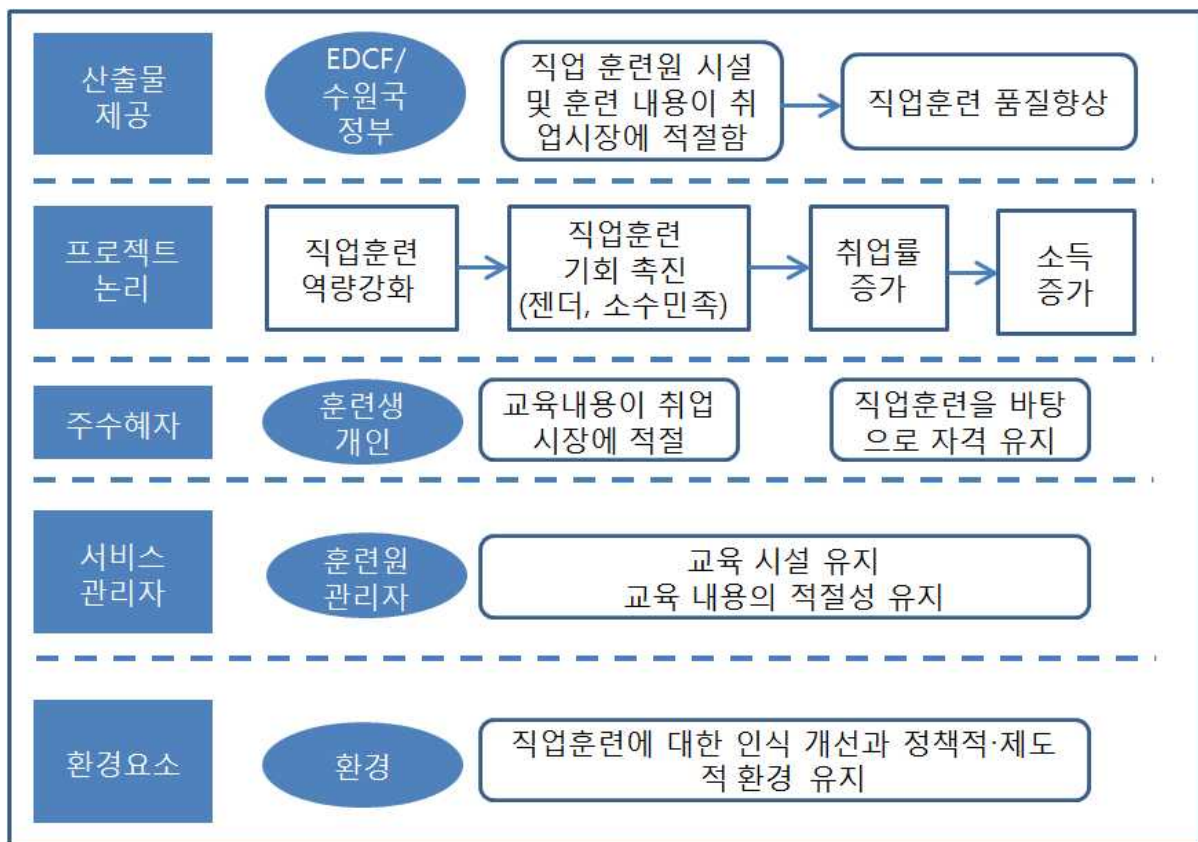 산출물
제공
EDCF/
수원국
정부
직업 훈련원 시설
및 훈련 내용이 취
업시장에 적절함
직업훈련 품질향상
프로젝트
논리
직업훈련
역량강화
직업훈련
기회 촉진
(젠더, 소수민족)
취업률
증가
소득
증가
주수혜자
훈련생
개인
교육내용이 취업
시장에 적절
직업훈련을 바탕
으로 자격 유지
서비스
관리자
훈련원
관리자
교육 시설 유지
교육 내용의 적절성 유지
환경요소
환경
직업훈련에 대한 인식 개선과 정책적·제도
적 환경 유지